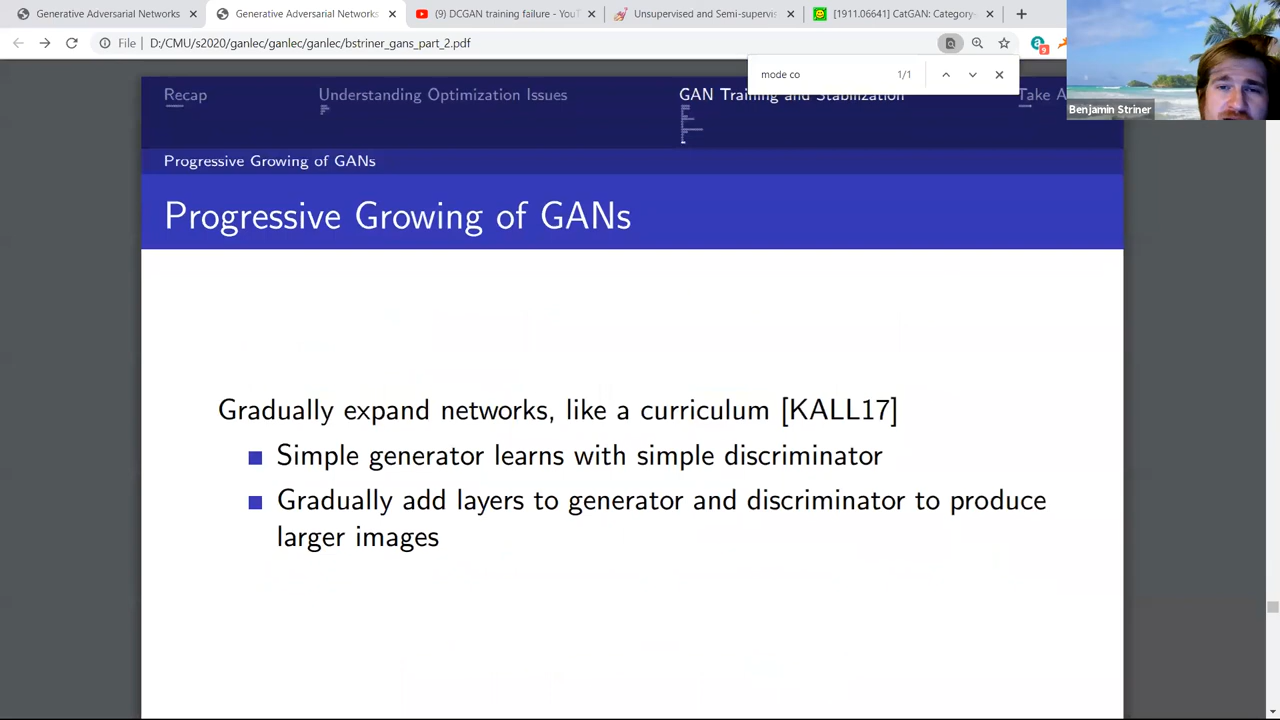 Generative Adversarial Networks
Generative Adversarial Networks
(9) DCGAN training failure - YouT
Unsupervised and Semi-supervis
[1911.06641] CatGAN: Category-
File
D:/CMU/s2020/ganlec/ganlec/ganlec/bstriner_gans_part_2.pdf
9
mode co
1/1
Benjamin Striner
Recap
Understanding Optimization Issues
GAN Training and Stabilization
Take A
Progressive Growing of GANs
Progressive Growing of GANs
Gradually expand networks, like a curriculum [KALL17]
Simple generator learns with simple discriminator
Gradually add layers to generator and discriminator to produce
larger images